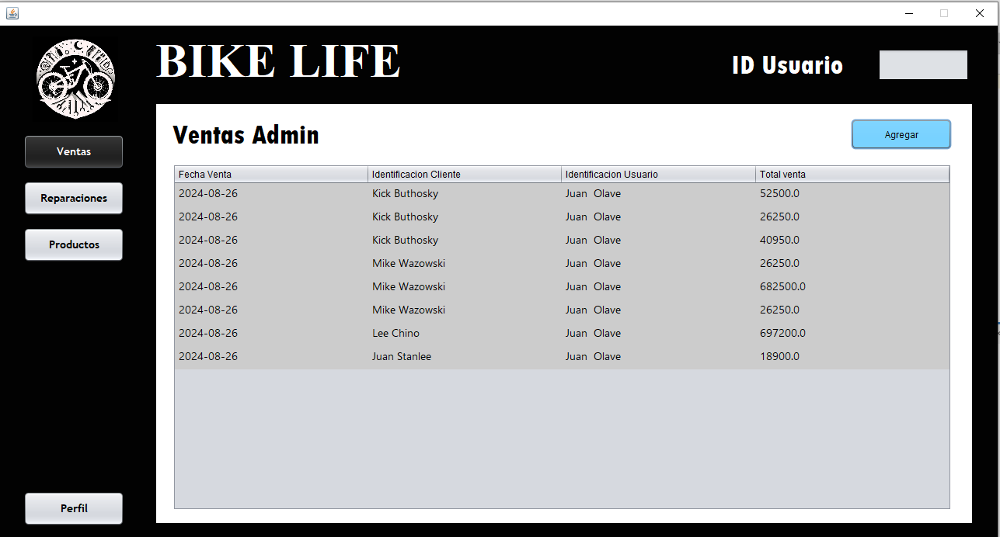 BIKE LIFE
ID Usuario
Ventas
Reparaciones
Productos
Perfil
Ventas Admin
Agregar
Fecha Venta Identificacion Cliente Identificacion Usuario Total venta
2024-08-26 Kick Buthosky Juan Olave 52500.0
2024-08-26 Kick Buthosky Juan Olave 26250.0
2024-08-26 Kick Buthosky Juan Olave 40950.0
2024-08-26 Mike Wazowski Juan Olave 26250.0
2024-08-26 Mike Wazowski Juan Olave 682500.0
2024-08-26 Mike Wazowski Juan Olave 26250.0
2024-08-26 Lee Chino Juan Olave 697200.0
2024-08-26 Juan Stanlee Juan Olave 18900.0